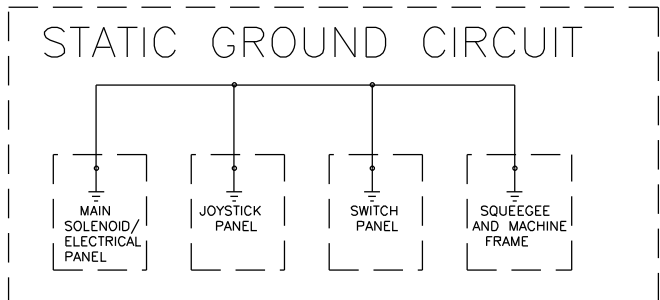 STATIC GROUND CIRCUIT
MAIN
SOLENOID/
ELECTRICAL
PANEL
JOYSTICK
PANEL
SWITCH
PANEL
SQUEEGEE
AND MACHINE
FRAME